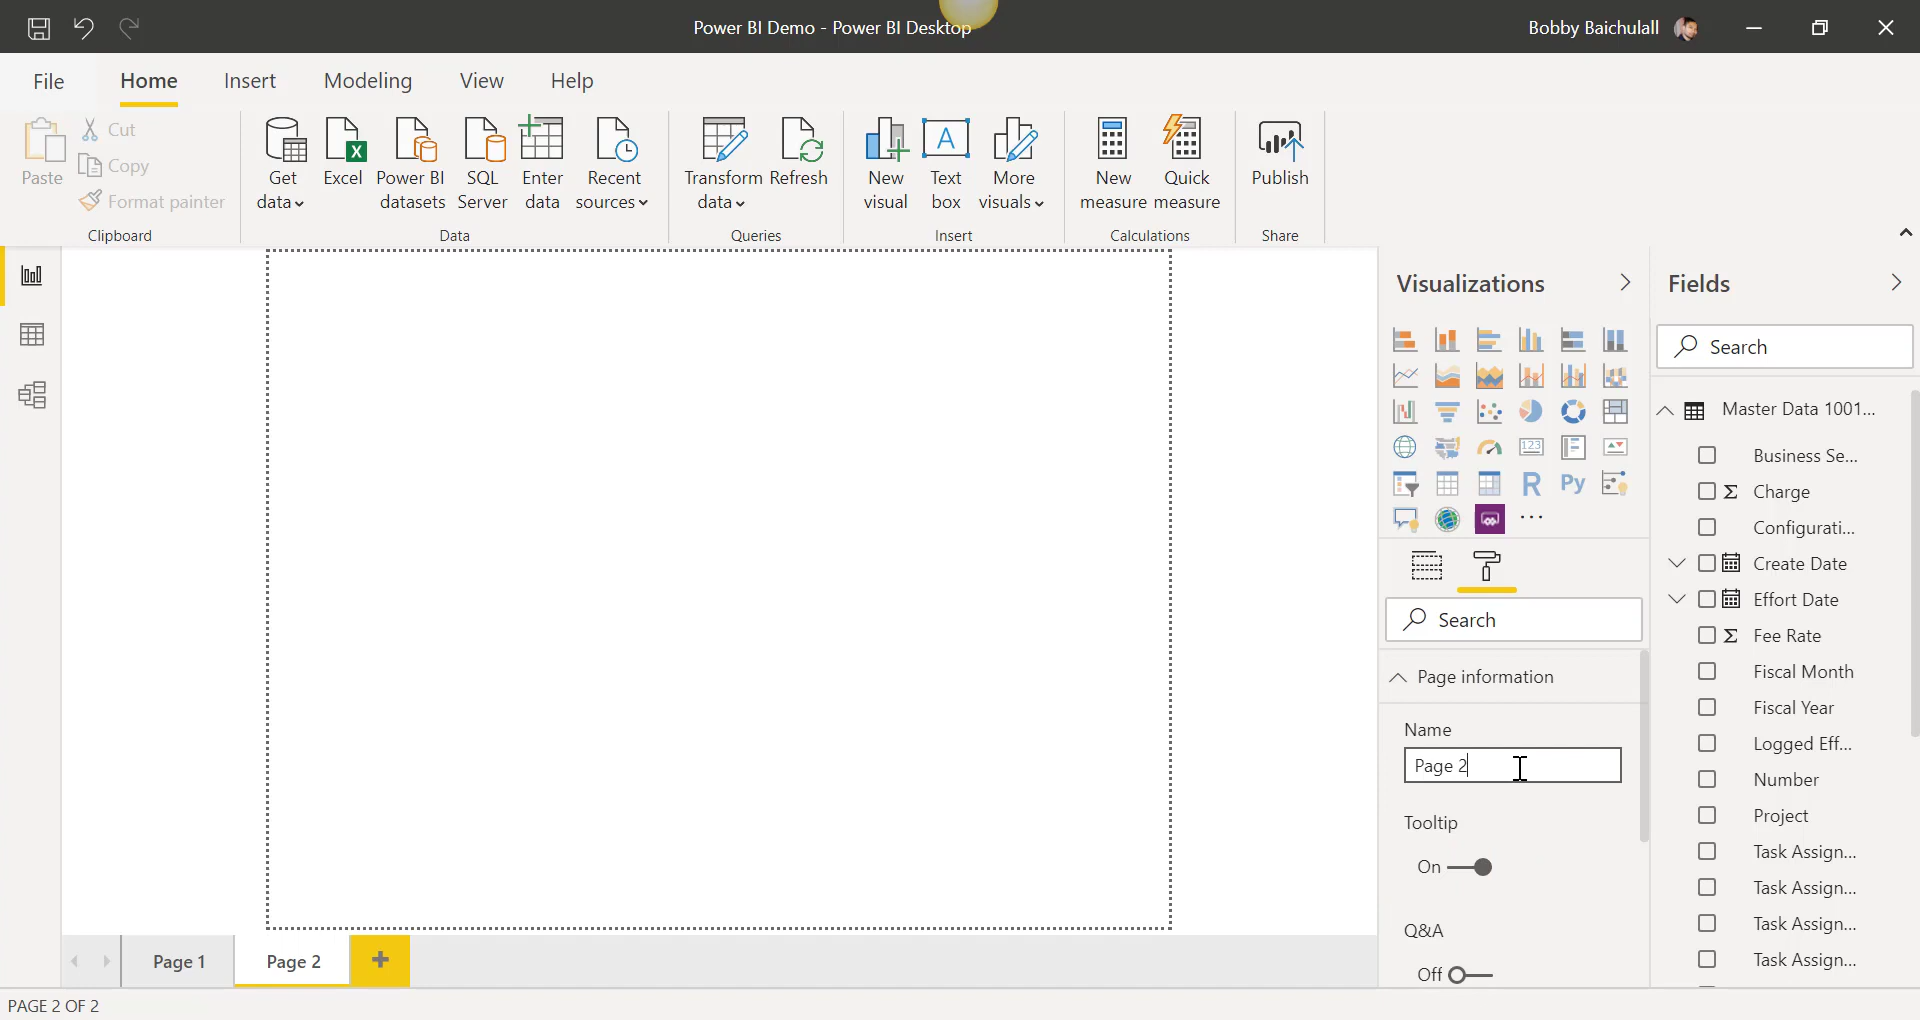 Power BI Demo - Power BI Desktop
Bobby Baichulall
File
Home
Insert
Modeling
View
Help
Paste
Cut
Copy
Format painter
Clipboard
Get
data
Excel
Power BI
datasets
SQL
Server
Enter
data
Recent
sources
Data
Transform
data
Refresh
Queries
New
visual
A
Text
box
More
visuals
Insert
New
measure
Quick
measure
Calculations
Publish
Share
Visualizations
123
R
Py
...
Search
Page information
Name
Page 2
Tooltip
On
Q&A
Off
Fields
Search
Master Data 1001...
Business Se...
Σ Charge
Configurati...
Create Date
Effort Date
Σ Fee Rate
Fiscal Month
Fiscal Year
Logged Eff...
Number
Project
Task Assign...
Task Assign...
Task Assign...
Task Assign...
Page 1
Page 2
PAGE 2 OF 2